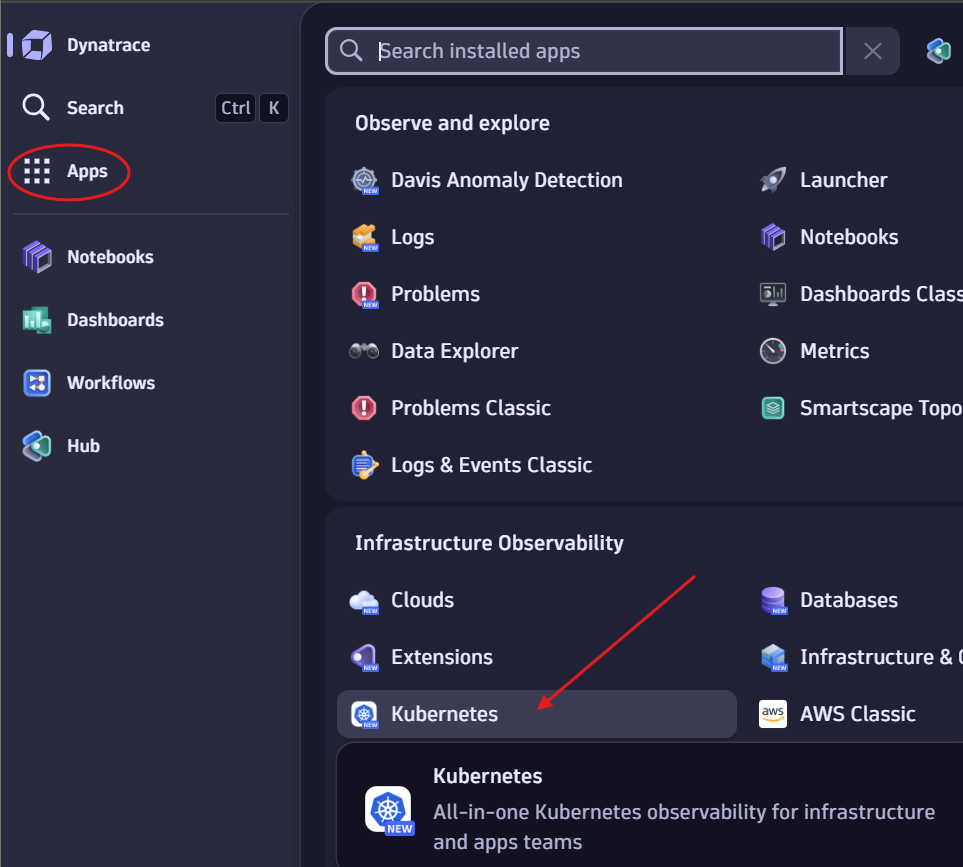 Dynatrace
Search Ctrl K
Apps
Notebooks
Dashboards
Workflows
Hub
Search installed apps
Observe and explore
Davis Anomaly Detection
Launcher
Logs
Notebooks
Problems
Dashboards Class
Data Explorer
Metrics
Problems Classic
Smartscape Topo
Logs & Events Classic
Infrastructure Observability
Clouds
Databases
Extensions
Infrastructure &
Kubernetes
AWS Classic
Kubernetes
All-in-one Kubernetes observability for infrastructure
and apps teams
NEW
NEW
NEW
NEW
NEW
NEW
NEW
NEW
aws
NEW